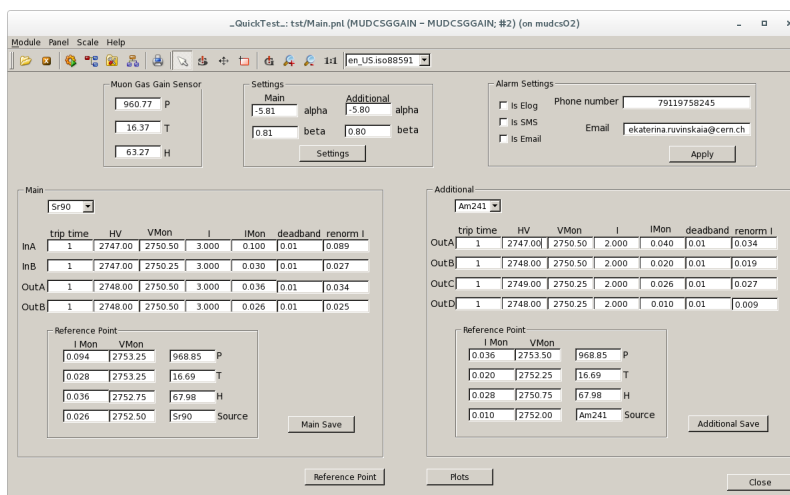 _QuickTest_: tst/Main.pnl (MUDCSGGAIN - MUDCSGGAIN; #2) (on mudcs02)
Module Panel Scale Help
1:1 en_US.iso88591
Muon Gas Gain Sensor
960.77 P
16.37 T
63.27 H
Settings
Main Additional
-5.81 alpha -5.80 alpha
0.81 beta 0.80 beta
Settings
Alarm Settings
Is Elog Phone number 79119758245
Is SMS
Is Email Email ekaterina.ruvinskaia@cern.ch
Apply
Main
Sr90
trip time HV VMon I IMon deadband renorm I
InA 1 2747.00 2750.50 3.000 0.100 0.01 0.089
InB 1 2747.00 2750.25 3.000 0.030 0.01 0.027
OutA 1 2748.00 2750.50 3.000 0.036 0.01 0.034
OutB 1 2748.00 2750.50 3.000 0.026 0.01 0.025
Reference Point
I Mon VMon
0.094 2753.25 968.85 P
0.028 2753.25 16.69 T
0.036 2752.75 67.98 H
0.026 2752.50 Sr90 Source
Main Save
Additional
Am241
trip time HV VMon I IMon deadband renorm I
OutA 1 2747.00 2750.50 2.000 0.040 0.01 0.034
OutB 1 2748.00 2750.50 2.000 0.020 0.01 0.019
OutC 1 2749.00 2750.25 2.000 0.026 0.01 0.027
OutD 1 2748.00 2750.25 2.000 0.010 0.01 0.009
Reference Point
I Mon VMon
0.036 2753.50 968.85 P
0.020 2752.25 16.69 T
0.028 2750.75 67.98 H
0.010 2752.00 Am241 Source
Additional Save
Reference Point Plots Close